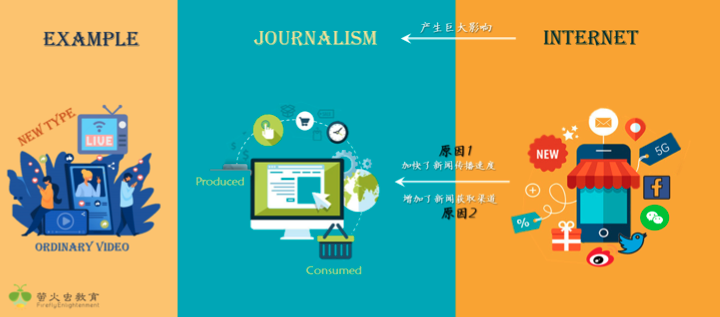 EXAMPLE
JOURNALISM
产生巨大影响
INTERNET
NEW TYPE
LIVE
ORDINARY VIDEO
Produced
Consumed
原因1
加快了新闻传播速度
增加了新闻获取渠道
原因2
NEW
5G
%
萤火虫教育
FireflyEnlightenment